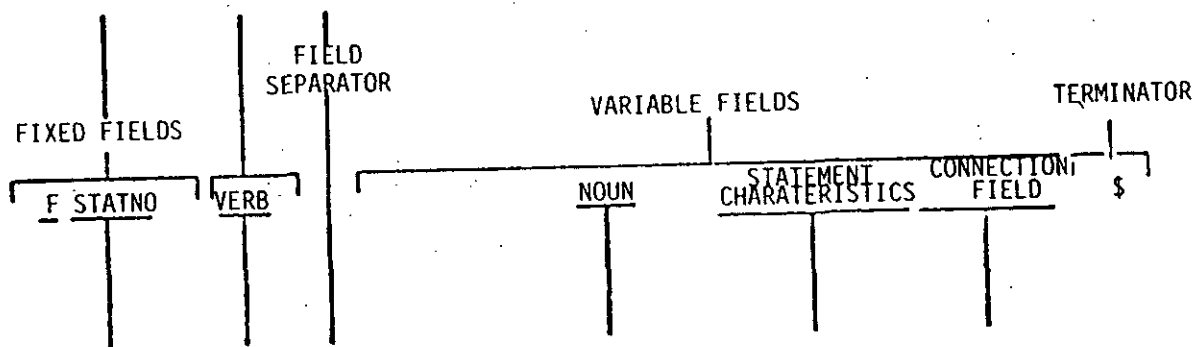 FIELD
SEPARATOR
VARIABLE FIELDS
TERMINATOR
FIXED FIELDS
F STATNO
VERB
NOUN
STATEMENT
CHARATERISTICS
CONNECTION
FIELD
$